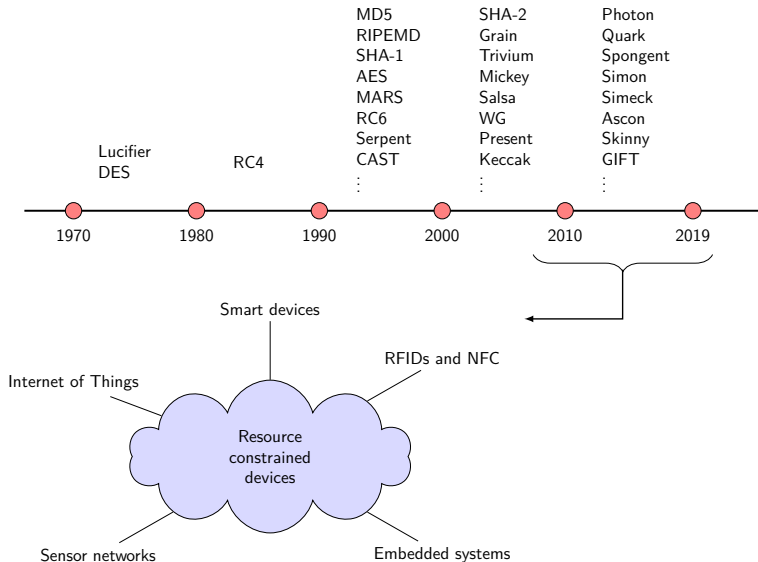 MD5
RIPEMD
SHA-1
AES
MARS
RC6
Serpent
CAST
⋮
SHA-2
Grain
Trivium
Mickey
Salsa
WG
Present
Keccak
⋮
Photon
Quark
Spongent
Simon
Simeck
Ascon
Skinny
GIFT
⋮
Lucifier
DES
RC4
1970
1980
1990
2000
2010
2019
Smart devices
RFIDs and NFC
Internet of Things
Resource
constrained
devices
Sensor networks
Embedded systems